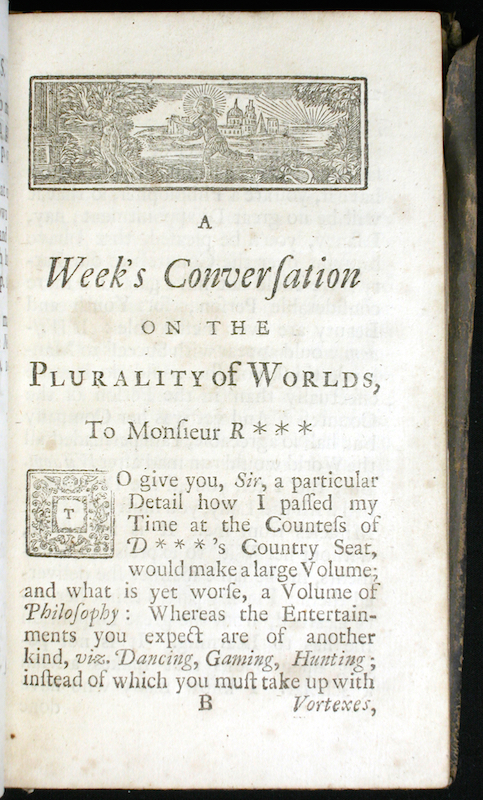 A
Week's Converſation
ON THE
PLURALITY of WORLDS,
To Monſieur R***
TO give you, Sir, a particular
Detail how I paſſed my
Time at the Counteſs of
D***'s Country Seat,
would make a large Volume;
and what is yet worſe, a Volume of
Philoſophy: Whereas the Entertain-
ments you expect are of another
kind, viz. Dancing, Gaming, Hunting;
inſtead of which you muſt take up with
B Vortexes,